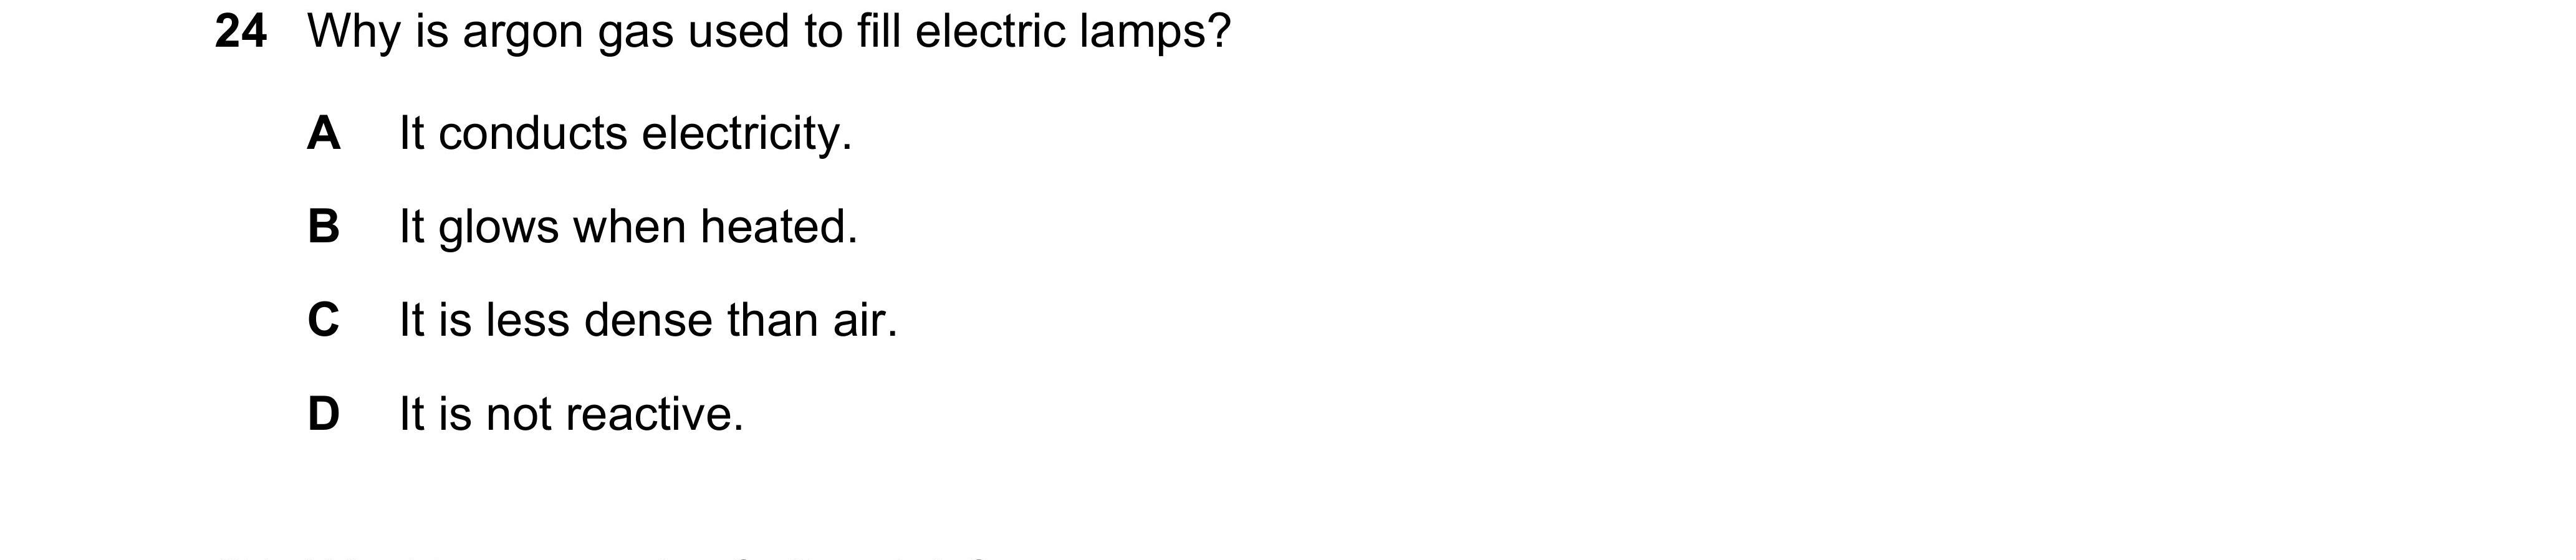 24 Why is argon gas used to fill electric lamps?
A It conducts electricity.
B It glows when heated.
C It is less dense than air.
D It is not reactive.